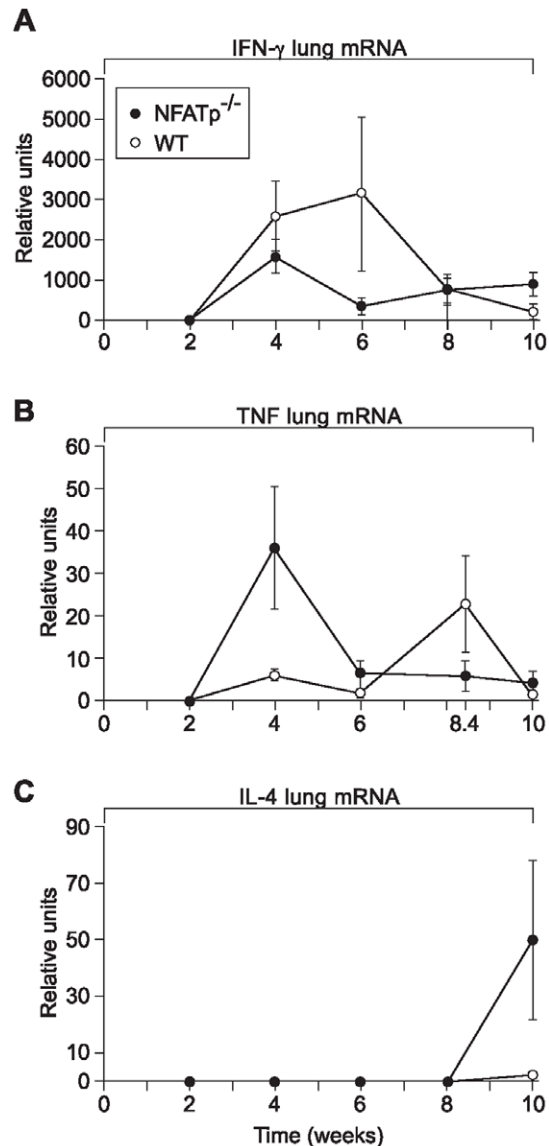 A
IFN-γ lung mRNA
6000
5000
4000
3000
2000
1000
0
Relative units
NFATp-/-
WT
0 2 4 6 8 10
B
TNF lung mRNA
60
50
40
30
20
10
0
Relative units
0 2 4 6 8.4 10
C
IL-4 lung mRNA
90
70
50
30
10
0
Relative units
0 2 4 6 8 10
Time (weeks)